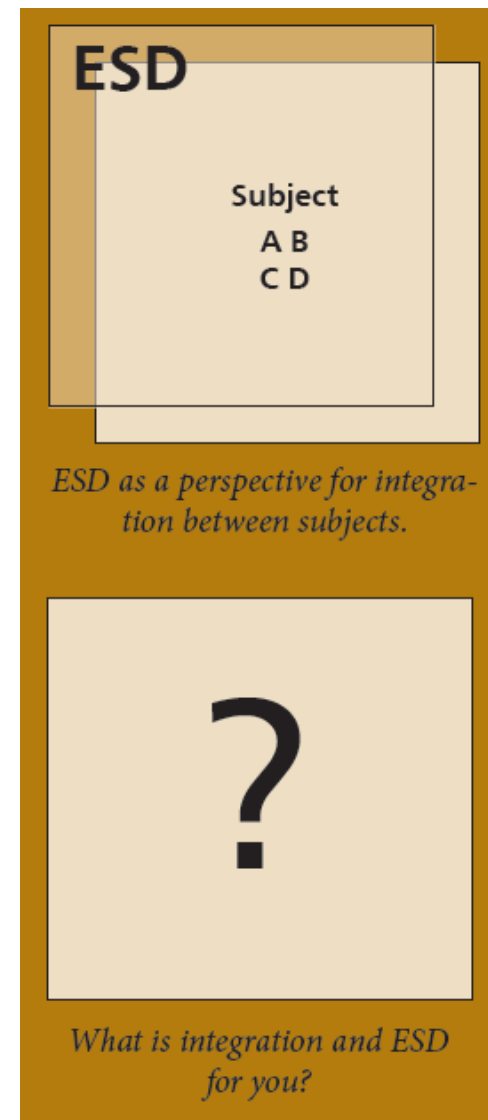 ESD
Subject
A B
C D
ESD as a perspective for integra-
tion between subjects.
?
What is integration and ESD
for you?